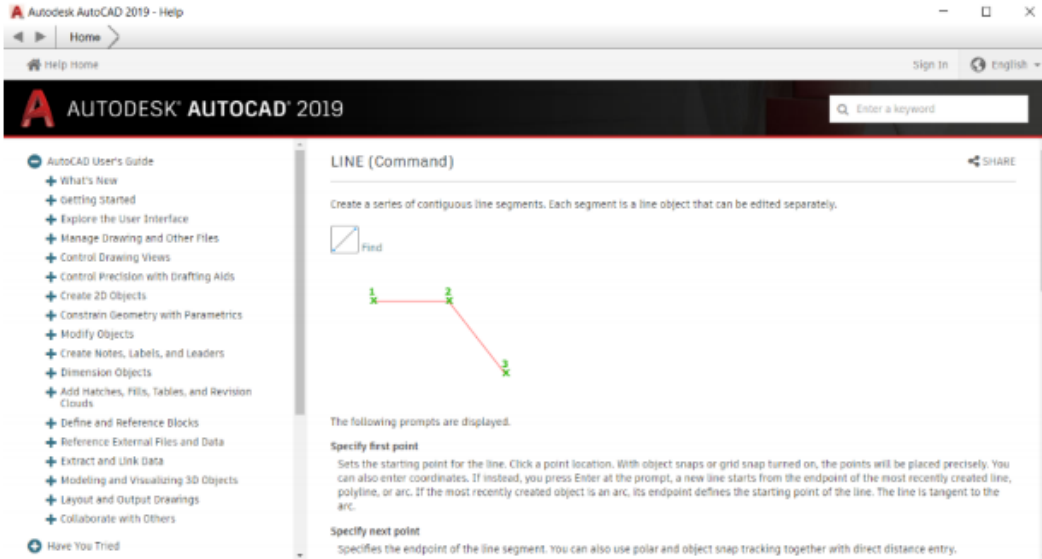 Autodesk AutoCAD 2019 - Help
Home
Help Home
Sign In
English
AUTODESK® AUTOCAD® 2019
Enter a keyword
AutoCAD User's Guide
What's New
Getting Started
Explore the User Interface
Manage Drawing and Other Files
Control Drawing Views
Control Precision with Drafting Aids
Create 2D Objects
Constrain Geometry with Parametrics
Modify Objects
Create Notes, Labels, and Leaders
Dimension Objects
Add Hatches, Fills, Tables, and Revision
Clouds
Define and Reference Blocks
Reference External Files and Data
Extract and Link Data
Modeling and Visualizing 3D Objects
Layout and Output Drawings
Collaborate with Others
Have You Tried
LINE (Command)
SHARE
Create a series of contiguous line segments. Each segment is a line object that can be edited separately.
Find
1
2
3
The following prompts are displayed.
Specify first point
Sets the starting point for the line. Click a point location. With object snaps or grid snap turned on, the points will be placed precisely. You
can also enter coordinates. If instead, you press Enter at the prompt, a new line starts from the endpoint of the most recently created line,
polyline, or arc. If the most recently created object is an arc, its endpoint defines the starting point of the line. The line is tangent to the
arc.
Specify next point
Specifies the endpoint of the line segment. You can also use polar and object snap tracking together with direct distance entry.